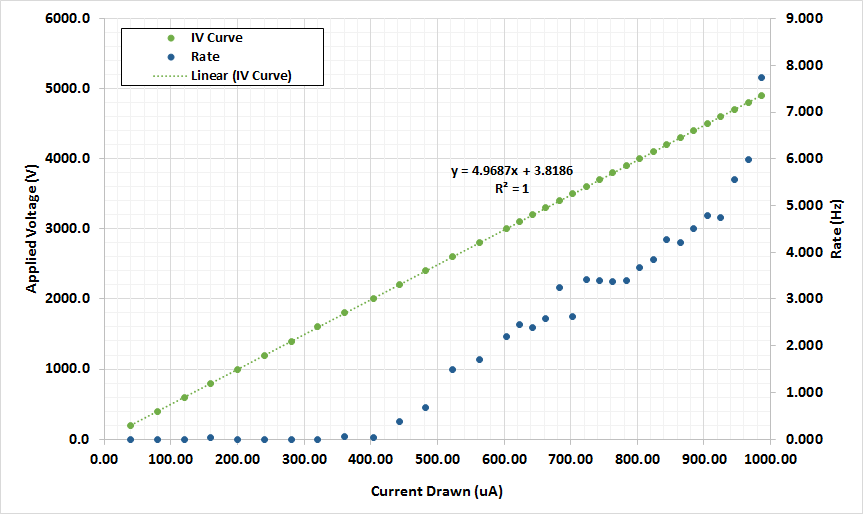 6000.0
5000.0
4000.0
3000.0
2000.0
1000.0
0.0
Applied Voltage (V)
IV Curve
Rate
Linear (IV Curve)
y = 4.9687x + 3.8186
R² = 1
9.000
8.000
7.000
6.000
5.000
4.000
3.000
2.000
1.000
0.000
Rate (Hz)
0.00 100.00 200.00 300.00 400.00 500.00 600.00 700.00 800.00 900.00 1000.00
Current Drawn (uA)